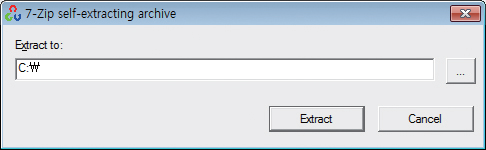 7-Zip self-extracting archive
Extract to:
C:₩
...
Extract
Cancel